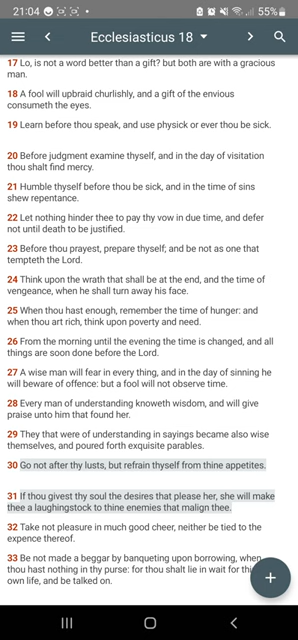 21:04
55%
Ecclesiasticus 18
17 Lo, is not a word better than a gift? but both are with a gracious
man.
18 A fool will upbraid churlishly, and a gift of the envious
consumeth the eyes.
19 Learn before thou speak, and use physick or ever thou be sick.
20 Before judgment examine thyself, and in the day of visitation
thou shalt find mercy.
21 Humble thyself before thou be sick, and in the time of sins
shew repentance.
22 Let nothing hinder thee to pay thy vow in due time, and defer
not until death to be justified.
23 Before thou prayest, prepare thyself; and be not as one that
tempteth the Lord.
24 Think upon the wrath that shall be at the end, and the time of
vengeance, when he shall turn away his face.
25 When thou hast enough, remember the time of hunger: and
when thou art rich, think upon poverty and need.
26 From the morning until the evening the time is changed, and all
things are soon done before the Lord.
27 A wise man will fear in every thing, and in the day of sinning he
will beware of offence: but a fool will not observe time.
28 Every man of understanding knoweth wisdom, and will give
praise unto him that found her.
29 They that were of understanding in sayings became also wise
themselves, and poured forth exquisite parables.
30 Go not after thy lusts, but refrain thyself from thine appetites.
31 If thou givest thy soul the desires that please her, she will make
thee a laughingstock to thine enemies that malign thee.
32 Take not pleasure in much good cheer, neither be tied to the
expence thereof.
33 Be not made a beggar by banqueting upon borrowing, when
thou hast nothing in thy purse: for thou shalt lie in wait for
own life, and be talked on.